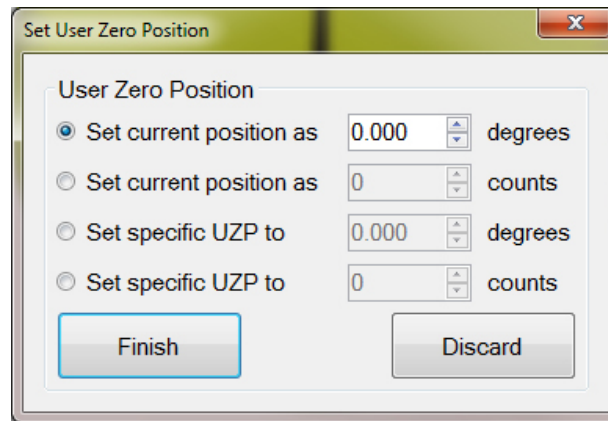 Set User Zero Position
User Zero Position
Set current position as 0.000 degrees
Set current position as 0 counts
Set specific UZP to 0.000 degrees
Set specific UZP to 0 counts
Finish Discard